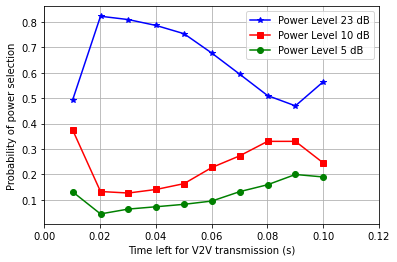 Power Level 23 dB
Power Level 10 dB
Power Level 5 dB
Probability of power selection
0.8
0.7
0.6
0.5
0.4
0.3
0.2
0.1
0.00 0.02 0.04 0.06 0.08 0.10 0.12
Time left for V2V transmission (s)